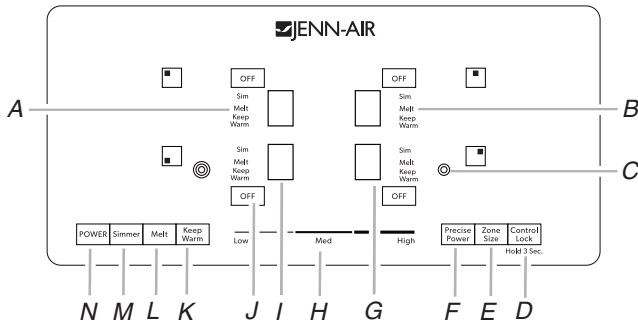 JENN-AIR
OFF OFF
Sim Sim
A Melt Melt B
Keep Warm Keep Warm
Sim Sim
Melt Melt
Keep Warm Keep Warm C
OFF OFF
POWER Simmer Melt Keep Warm Low Med High Precise Power Zone Size Control Lock
Hold 3 Sec.
N M L K J I H G F E D